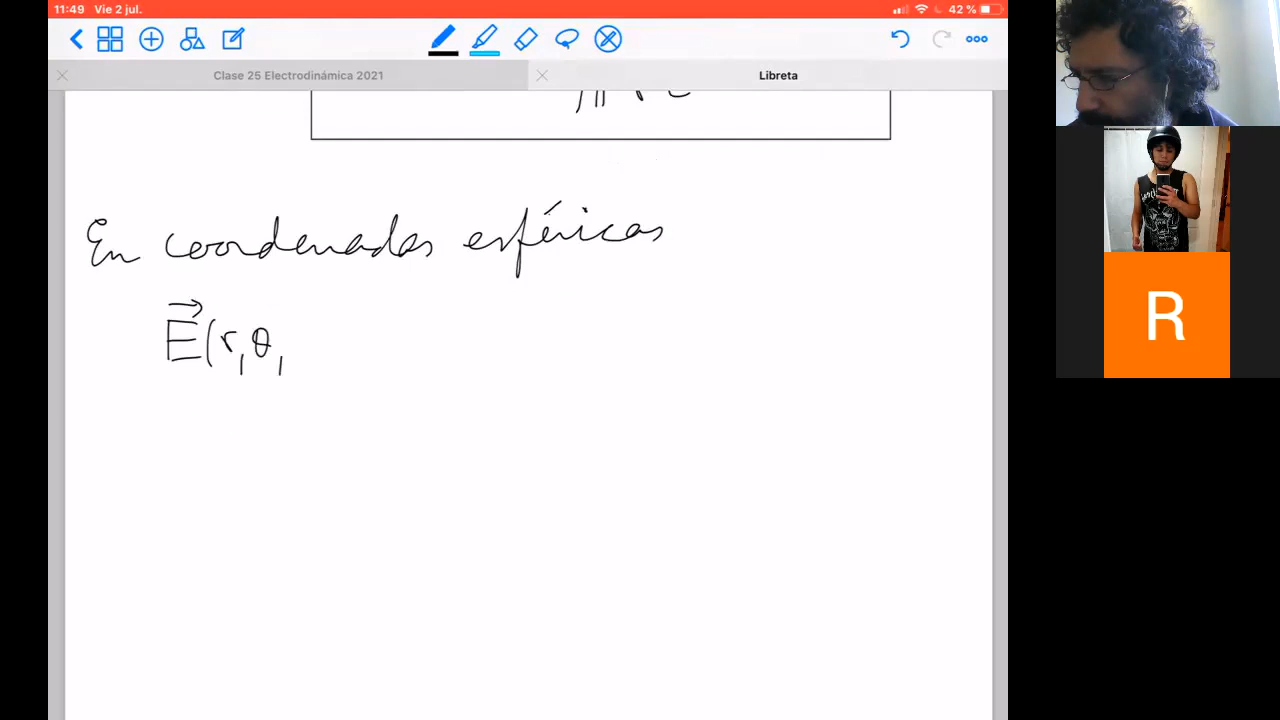 11:49 Vie 2 jul.
42 %
Clase 25 Electrodinámica 2021
Libreta
En coordenadas esféricas
E⃗(r,θ,
R